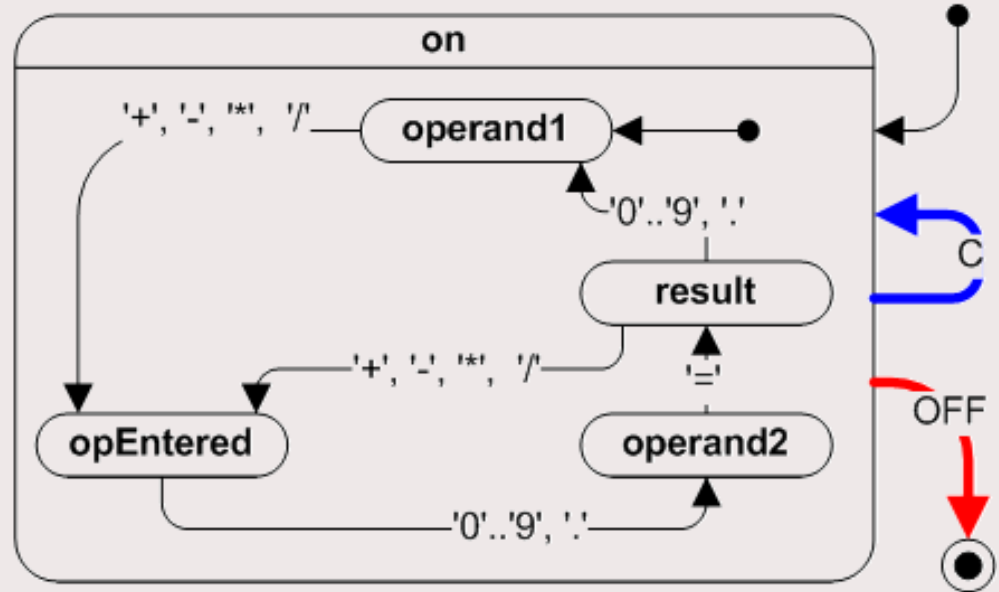 on
'+', '-', '*', '/'
operand1
'0'..'9', '.'
C
result
'+', '-', '*', '/'
'='
OFF
opEntered
operand2
'0'..'9', '.'